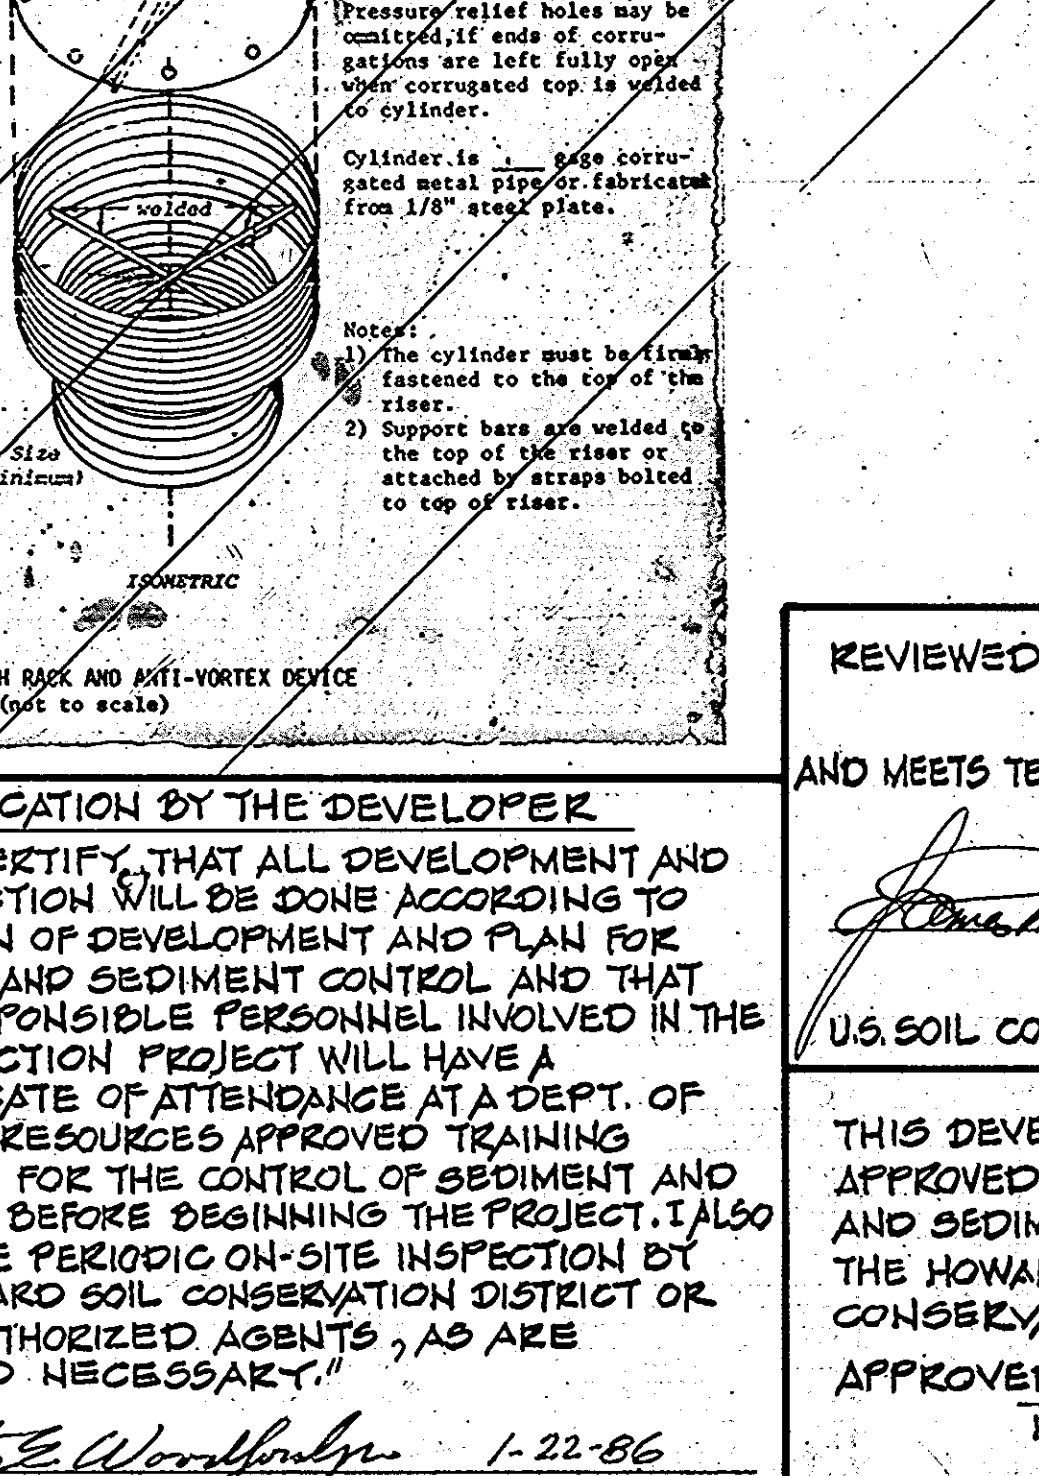 Pressure relief holes may be
omitted, if ends of corru-
gations are left fully open
when corrugated top is welded
to cylinder.
Cylinder is ___ gage corru-
gated metal pipe or fabricated
from 1/8" steel plate.
welded
Notes:
1) The cylinder must be firmly
fastened to the top of the
riser.
2) Support bars are welded to
the top of the riser or
attached by straps bolted
to top of riser.
Size
inimum)
ISOMETRIC
H RACK AND ANTI-VORTEX DEVICE
(not to scale)
CATION BY THE DEVELOPER
ERTIFY THAT ALL DEVELOPMENT AND
TION WILL BE DONE ACCORDING TO
N OF DEVELOPMENT AND PLAN FOR
AND SEDIMENT CONTROL AND THAT
PONSIBLE PERSONNEL INVOLVED IN THE
CTION PROJECT WILL HAVE A
ATE OF ATTENDANCE AT A DEPT. OF
RESOURCES APPROVED TRAINING
FOR THE CONTROL OF SEDIMENT AND
BEFORE BEGINNING THE PROJECT. I ALSO
E PERIODIC ON-SITE INSPECTION BY
ARD SOIL CONSERVATION DISTRICT OR
THORIZED AGENTS, AS ARE
D NECESSARY."
1-22-86
REVIEWED
AND MEETS TE
James
U.S. SOIL CO
THIS DEVE
APPROVED
AND SEDIM
THE HOWA
CONSERVA
APPROVED